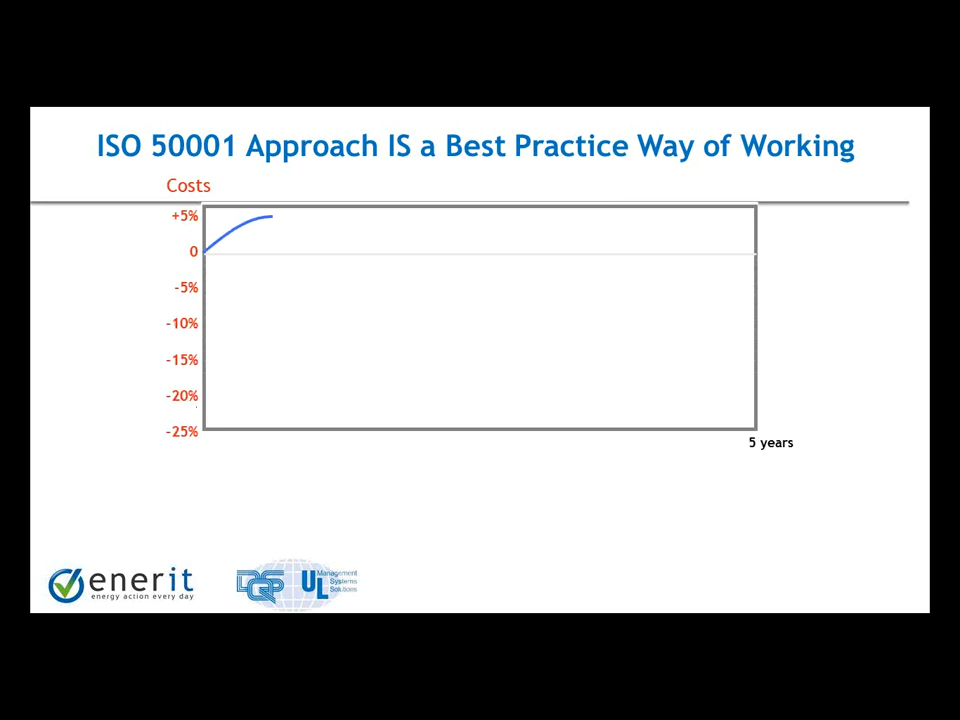 ISO 50001 Approach IS a Best Practice Way of Working
Costs
+5%
0
-5%
-10%
-15%
-20%
-25%
5 years
enerit
energy action every day
DQS
UL
Management
Systems
Solutions